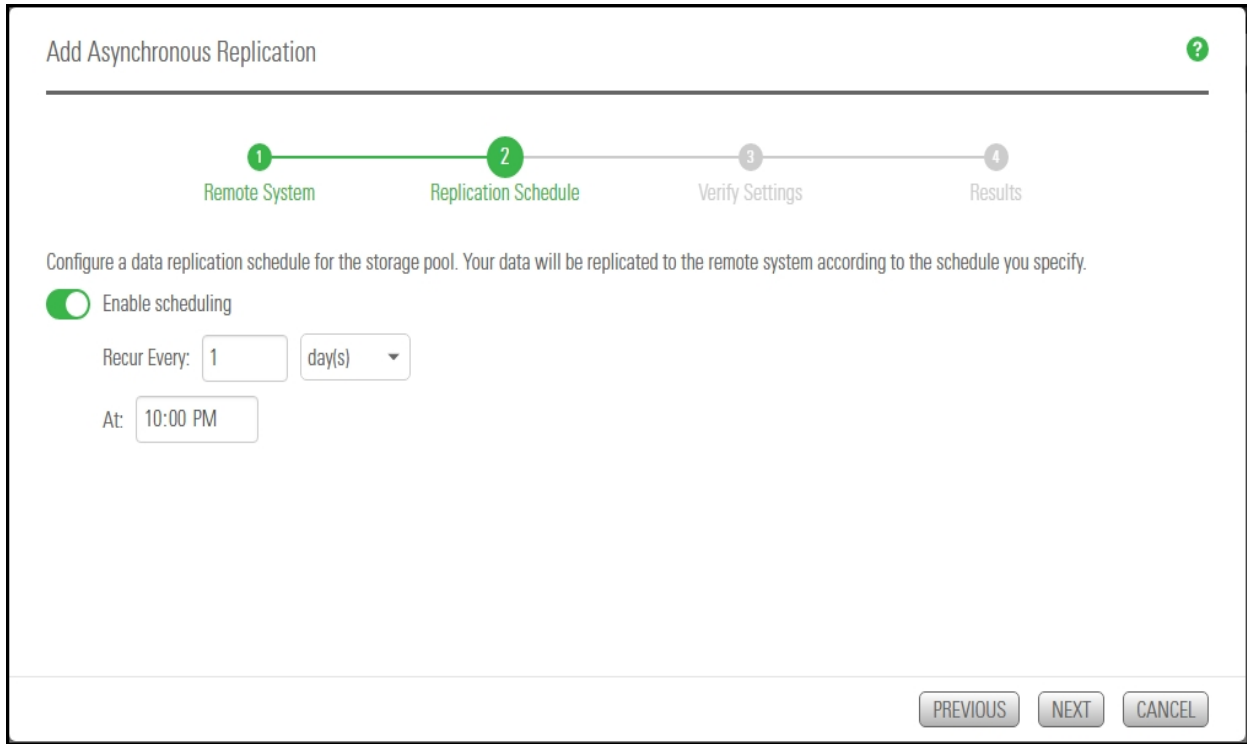 Add Asynchronous Replication ?
1 2 3 4
Remote System Replication Schedule Verify Settings Results
Configure a data replication schedule for the storage pool. Your data will be replicated to the remote system according to the schedule you specify.
Enable scheduling
Recur Every: 1 day(s)
At: 10:00 PM
PREVIOUS NEXT CANCEL